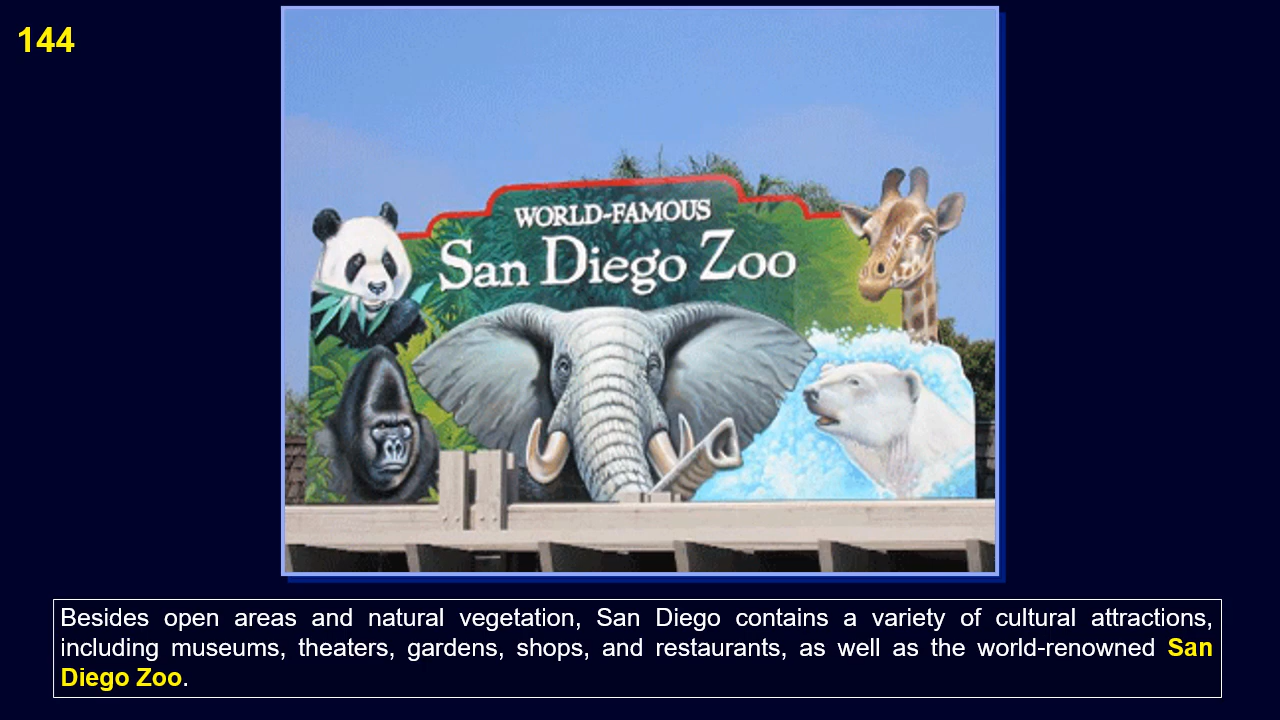 144
WORLD-FAMOUS
San Diego Zoo
Besides open areas and natural vegetation, San Diego contains a variety of cultural attractions,
including museums, theaters, gardens, shops, and restaurants, as well as the world-renowned San
Diego Zoo.